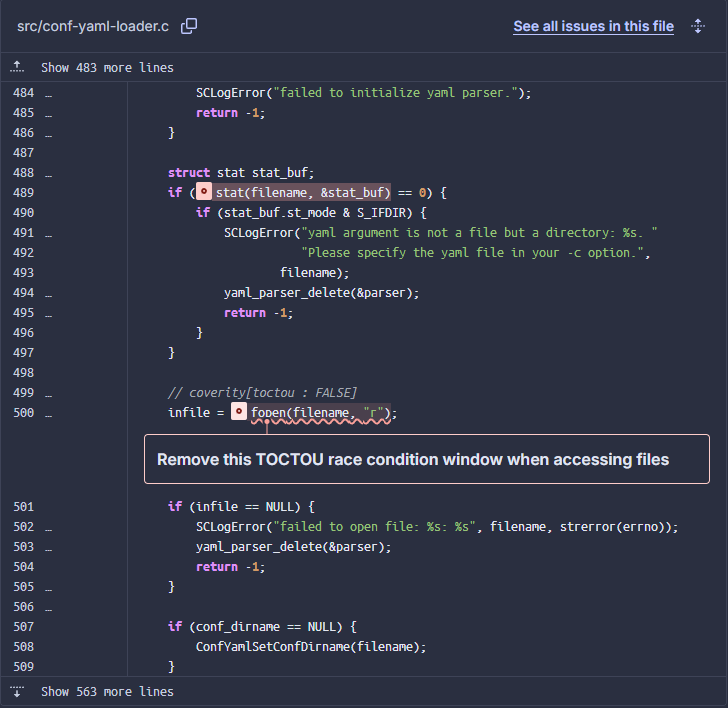 src/conf-yaml-loader.c
See all issues in this file
Show 483 more lines
484 … SCLogError("failed to initialize yaml parser.");
485 … return -1;
486 … }
487
488 … struct stat stat_buf;
489 … if ( stat(filename, &stat_buf) == 0) {
490 if (stat_buf.st_mode & S_IFDIR) {
491 … SCLogError("yaml argument is not a file but a directory: %s. "
492 "Please specify the yaml file in your -c option.",
493 filename);
494 … yaml_parser_delete(&parser);
495 … return -1;
496 }
497 }
498
499 … // coverity[toctou : FALSE]
500 … infile = fopen(filename, "r");
Remove this TOCTOU race condition window when accessing files
501 if (infile == NULL) {
502 … SCLogError("failed to open file: %s: %s", filename, strerror(errno));
503 … yaml_parser_delete(&parser);
504 return -1;
505 … }
506 …
507 if (conf_dirname == NULL) {
508 ConfYamlSetConfDirname(filename);
509 }
Show 563 more lines